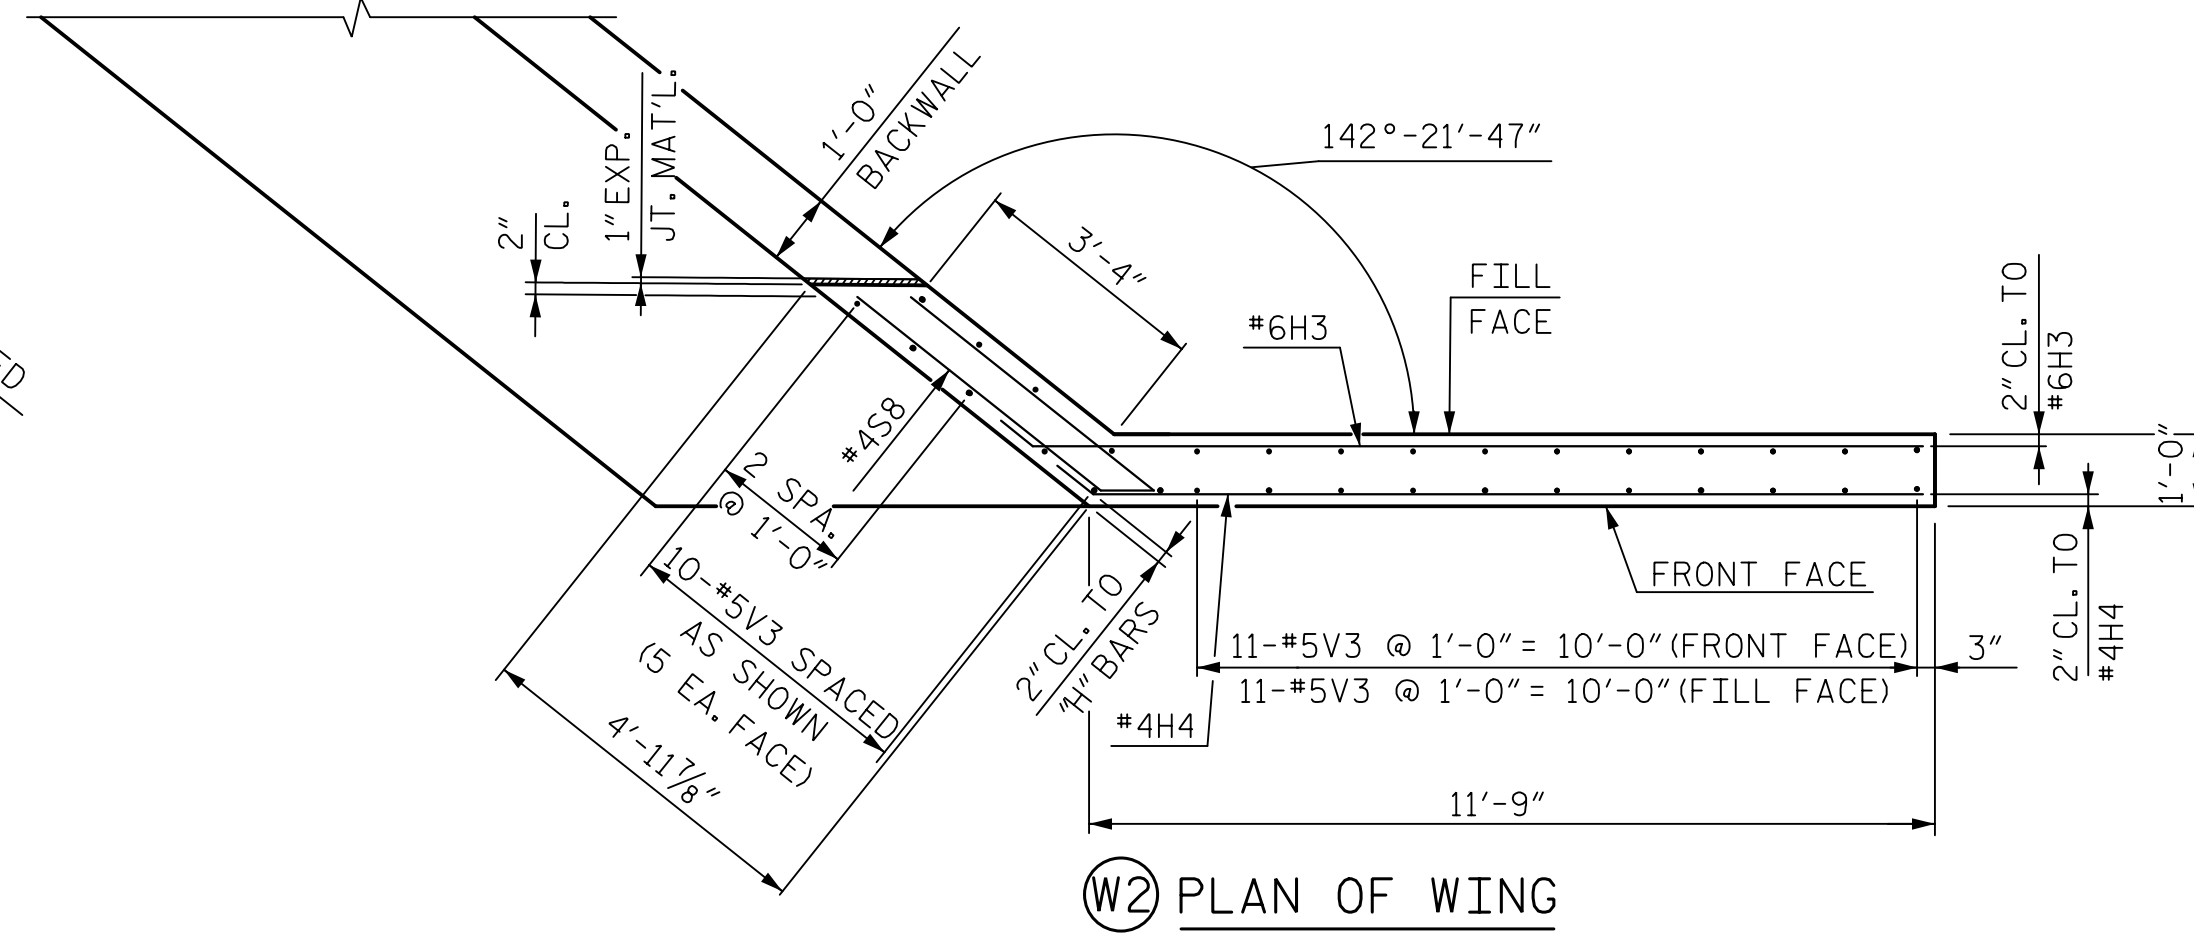 1'-0"
BACKWALL
1" EXP.
JT. MAT'L.
2"
CL.
142°-21'-47"
3'-4"
FILL
FACE
#6H3
2" CL. TO
#6H3
1'-0"
#4S8
2 SPA.
@ 1'-0"
10-#5V3 SPACED
AS SHOWN
(5 EA. FACE)
4'-11⅞"
2" CL. TO
"H" BARS
FRONT FACE
11-#5V3 @ 1'-0" = 10'-0" (FRONT FACE)
11-#5V3 @ 1'-0" = 10'-0" (FILL FACE)
3"
2" CL. TO
#4H4
#4H4
11'-9"
W2 PLAN OF WING